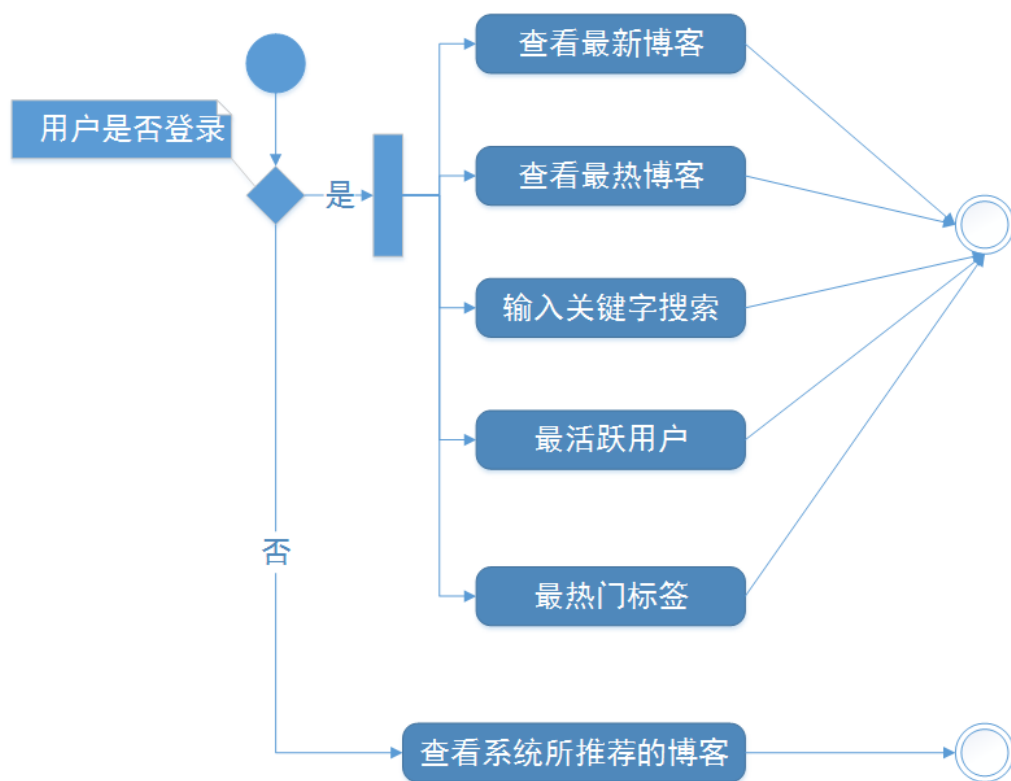 查看最新博客
用户是否登录
查看最热博客
是
输入关键字搜索
最活跃用户
否
最热门标签
查看系统所推荐的博客